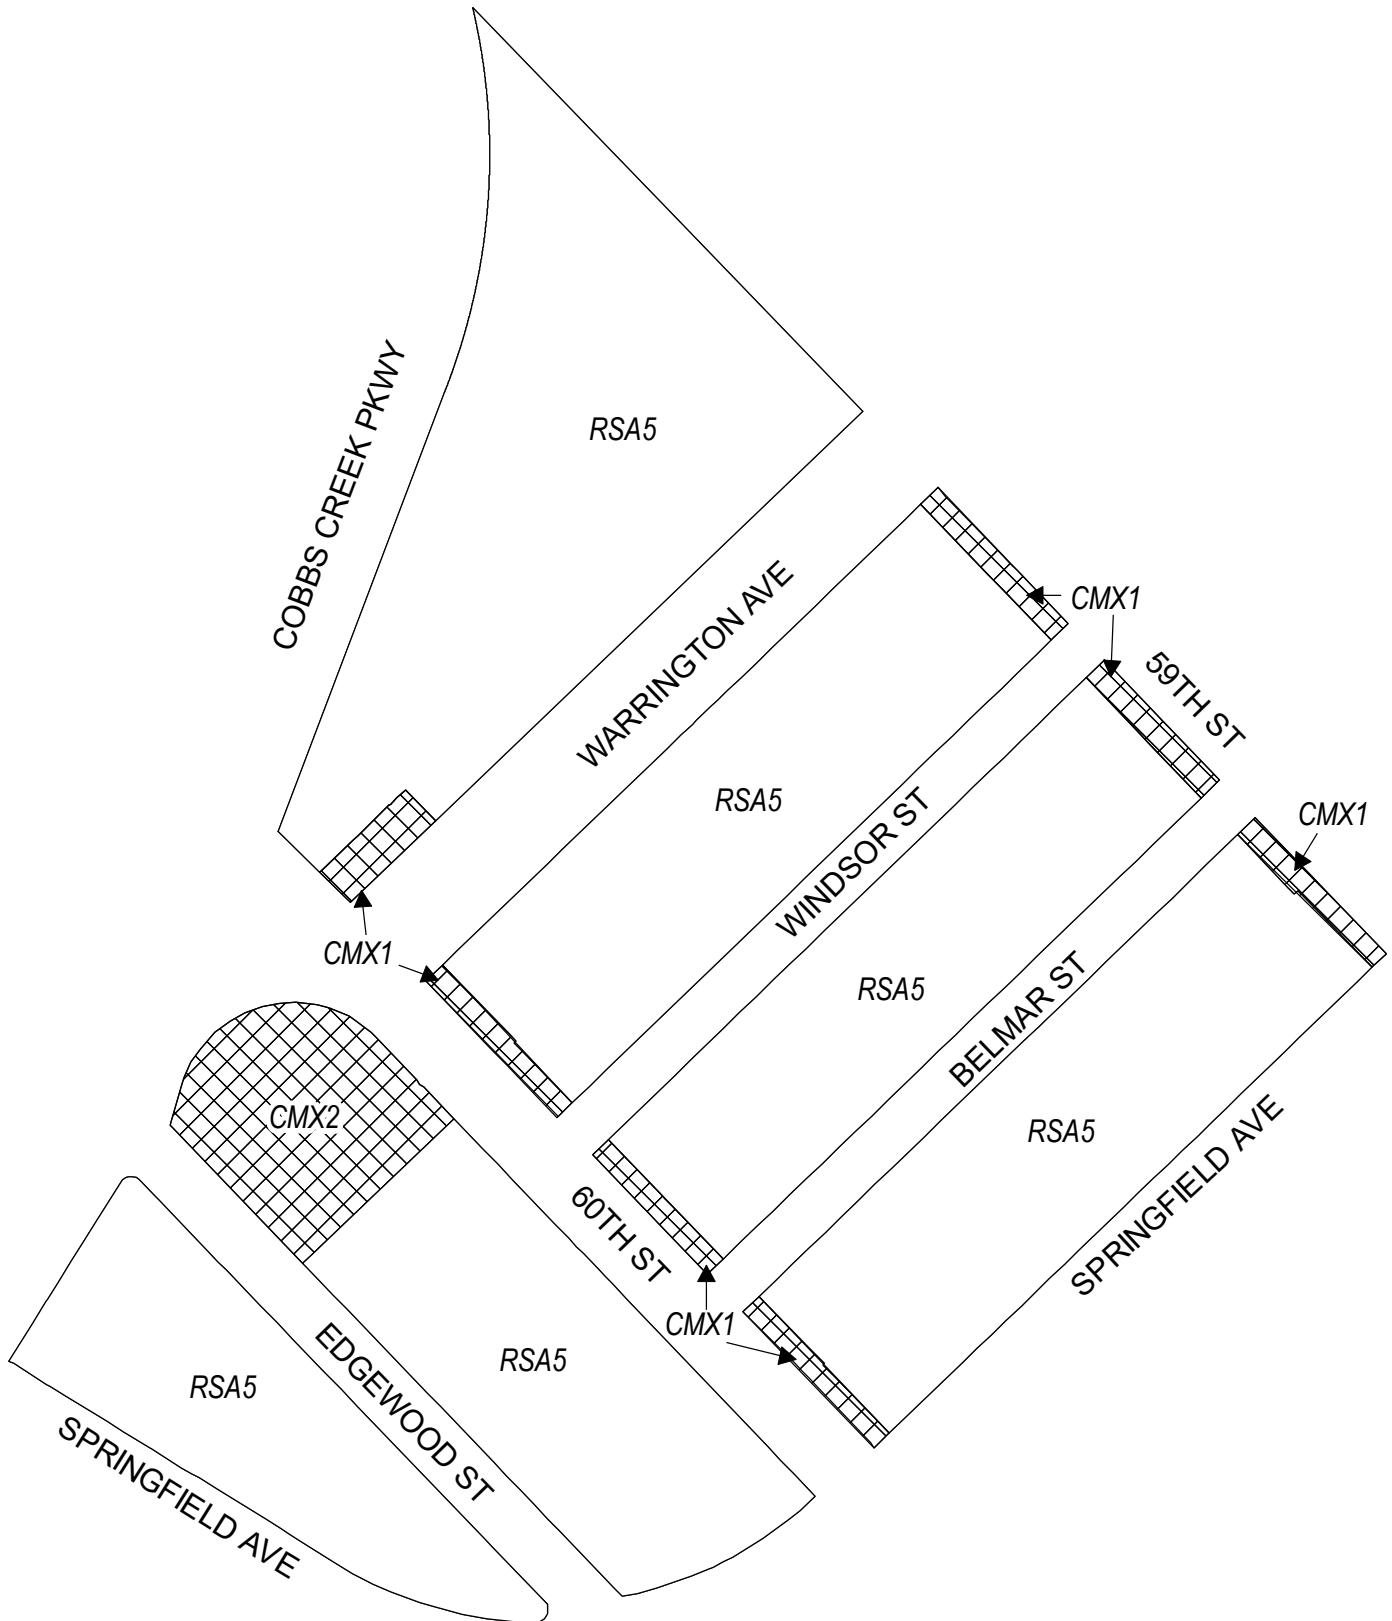 COBBS CREEK PKWY
RSA5
WARRINGTON AVE
CMX1
59TH ST
RSA5
WINDSOR ST
CMX1
CMX1
RSA5
BELMAR ST
CMX2
RSA5
SPRINGFIELD AVE
60TH ST
CMX1
RSA5
EDGEWOOD ST
RSA5
SPRINGFIELD AVE